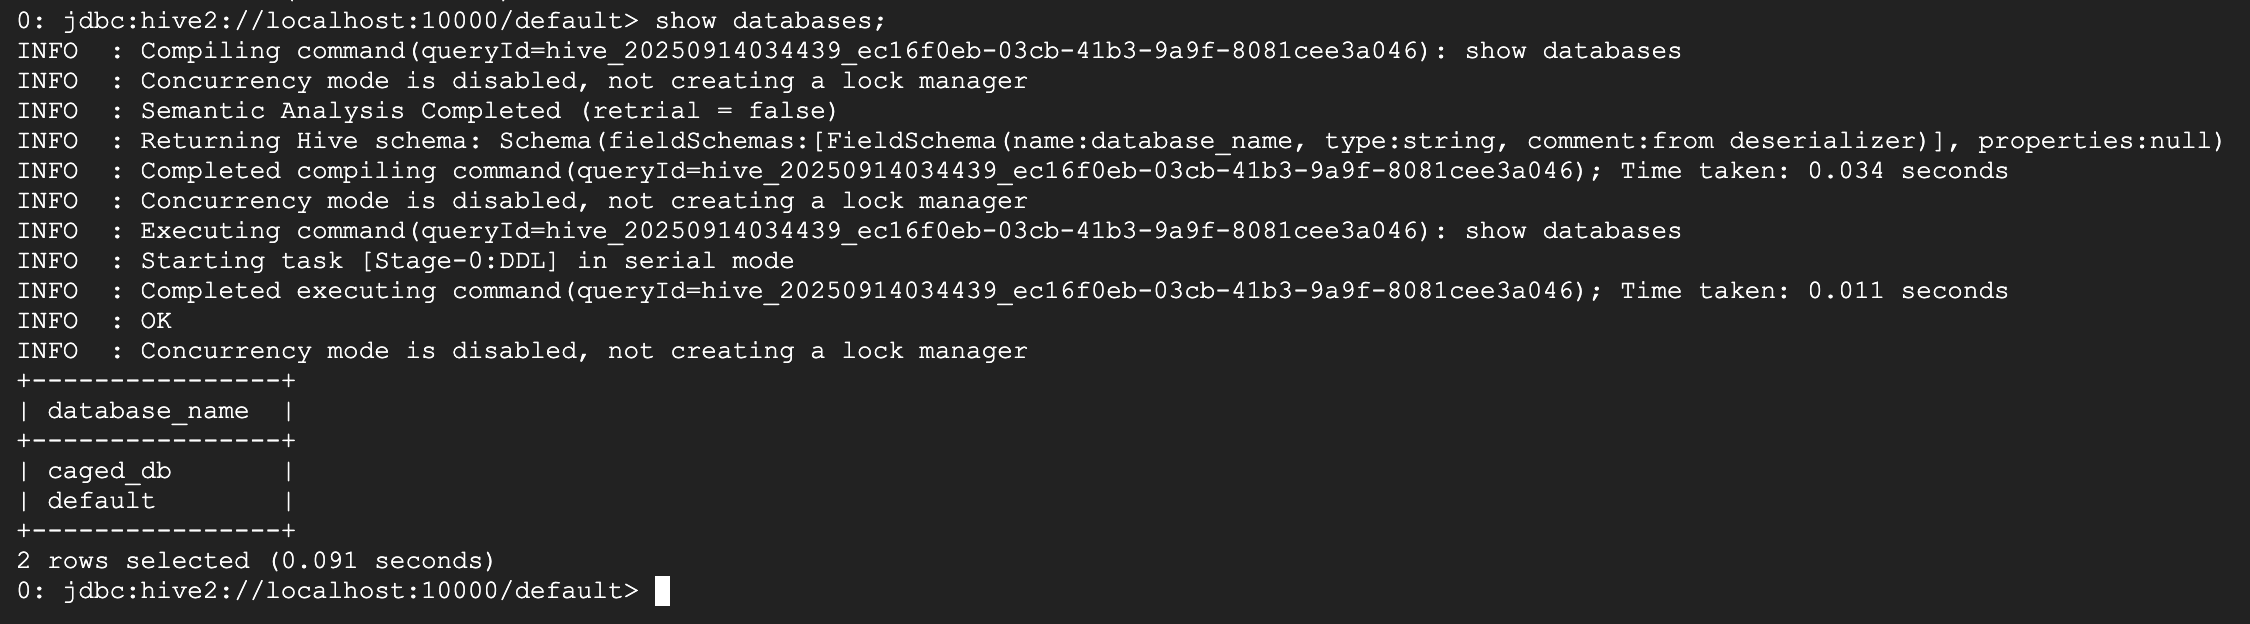 0: jdbc:hive2://localhost:10000/default> show databases;
INFO  : Compiling command(queryId=hive_20250914034439_ec16f0eb-03cb-41b3-9a9f-8081cee3a046): show databases
INFO  : Concurrency mode is disabled, not creating a lock manager
INFO  : Semantic Analysis Completed (retrial = false)
INFO  : Returning Hive schema: Schema(fieldSchemas:[FieldSchema(name:database_name, type:string, comment:from deserializer)], properties:null)
INFO  : Completed compiling command(queryId=hive_20250914034439_ec16f0eb-03cb-41b3-9a9f-8081cee3a046); Time taken: 0.034 seconds
INFO  : Concurrency mode is disabled, not creating a lock manager
INFO  : Executing command(queryId=hive_20250914034439_ec16f0eb-03cb-41b3-9a9f-8081cee3a046): show databases
INFO  : Starting task [Stage-0:DDL] in serial mode
INFO  : Completed executing command(queryId=hive_20250914034439_ec16f0eb-03cb-41b3-9a9f-8081cee3a046); Time taken: 0.011 seconds
INFO  : OK
INFO  : Concurrency mode is disabled, not creating a lock manager
+----------------+
| database_name  |
+----------------+
| caged_db       |
| default        |
+----------------+
2 rows selected (0.091 seconds)
0: jdbc:hive2://localhost:10000/default>